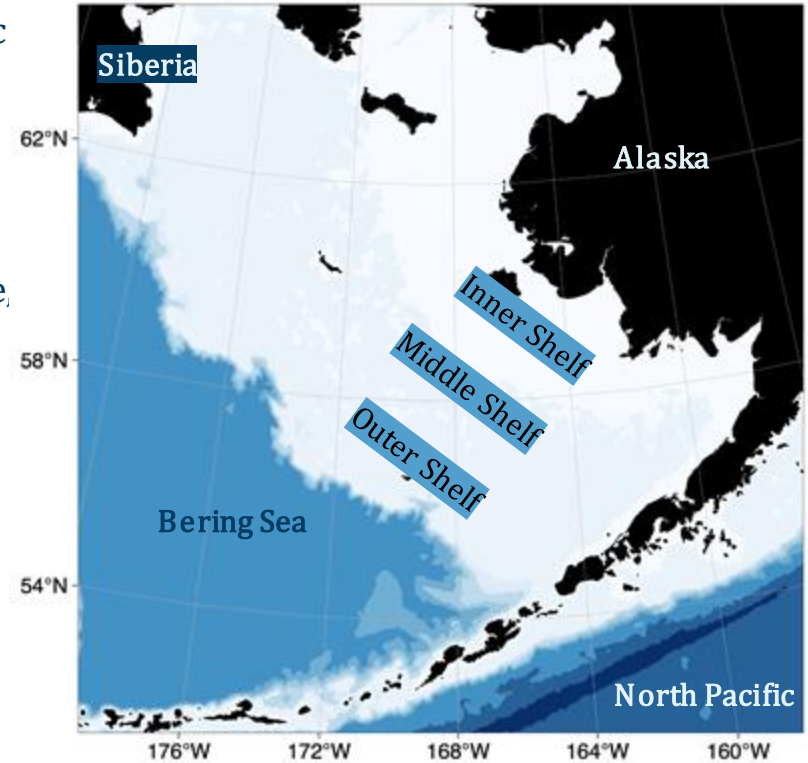 c
Siberia
62°N
Alaska
e,
Inner Shelf
58°N
Middle Shelf
Outer Shelf
Bering Sea
54°N
North Pacific
176°W 172°W 168°W 164°W 160°W